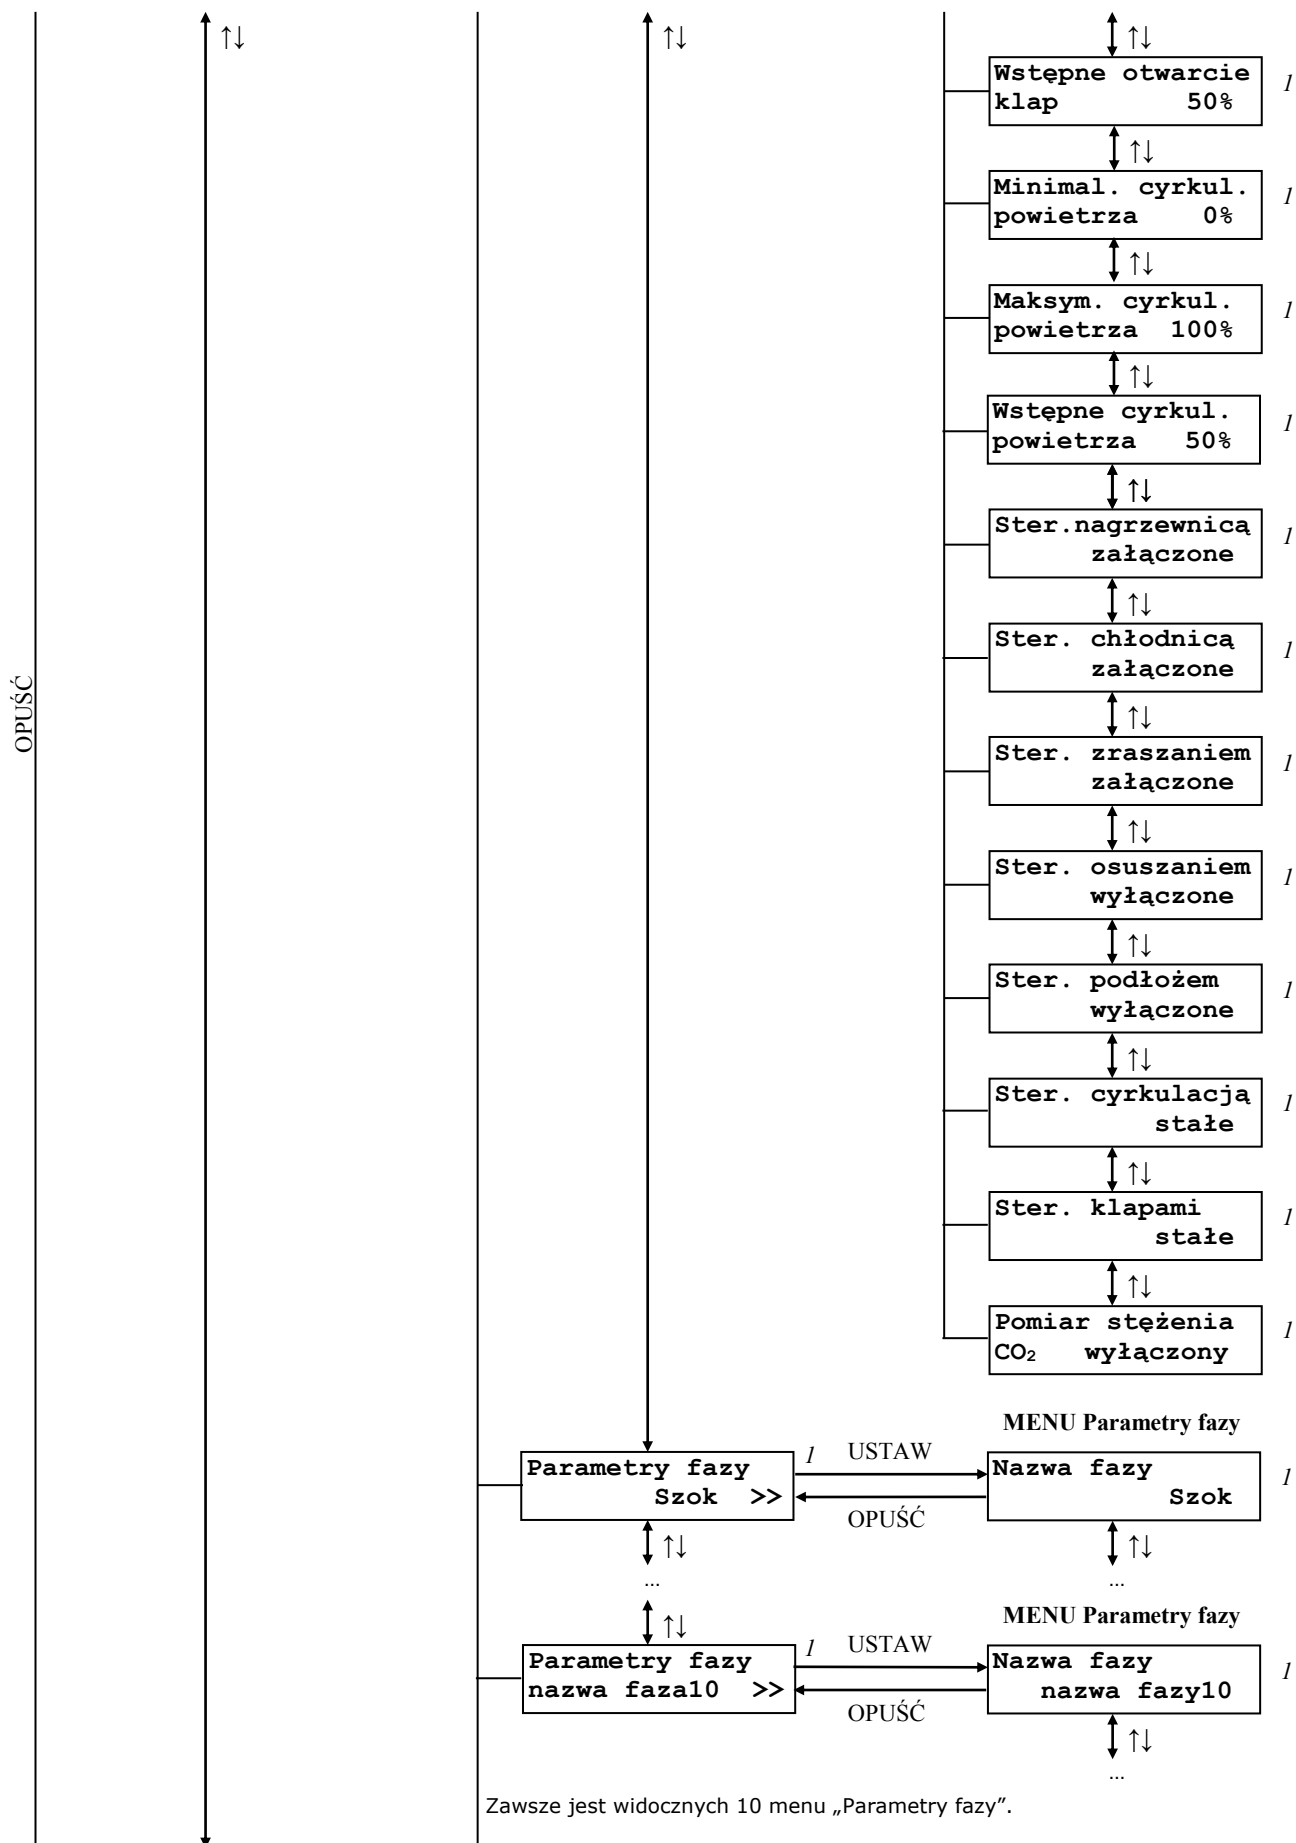 ↑↓ ↑↓ ↑↓
Wstępne otwarcie 1
klap 50%
↑↓
Minimal. cyrkul. 1
powietrza 0%
↑↓
Maksym. cyrkul. 1
powietrza 100%
↑↓
Wstępne cyrkul. 1
powietrza 50%
↑↓
Ster.nagrzewnicą 1
załączone
↑↓
Ster. chłodnicą 1
załączone
↑↓
OPUŚĆ
Ster. zraszaniem 1
załączone
↑↓
Ster. osuszaniem 1
wyłączone
↑↓
Ster. podłożem 1
wyłączone
↑↓
Ster. cyrkulacją 1
stałe
↑↓
Ster. klapami 1
stałe
↑↓
Pomiar stężenia 1
CO₂ wyłączony
MENU Parametry fazy
Parametry fazy 1 USTAW Nazwa fazy 1
Szok >> OPUŚĆ Szok
↑↓ ↑↓
... ...
↑↓ MENU Parametry fazy
Parametry fazy 1 USTAW Nazwa fazy 1
nazwa faza10 >> OPUŚĆ nazwa fazy10
↑↓
...
Zawsze jest widocznych 10 menu „Parametry fazy”.